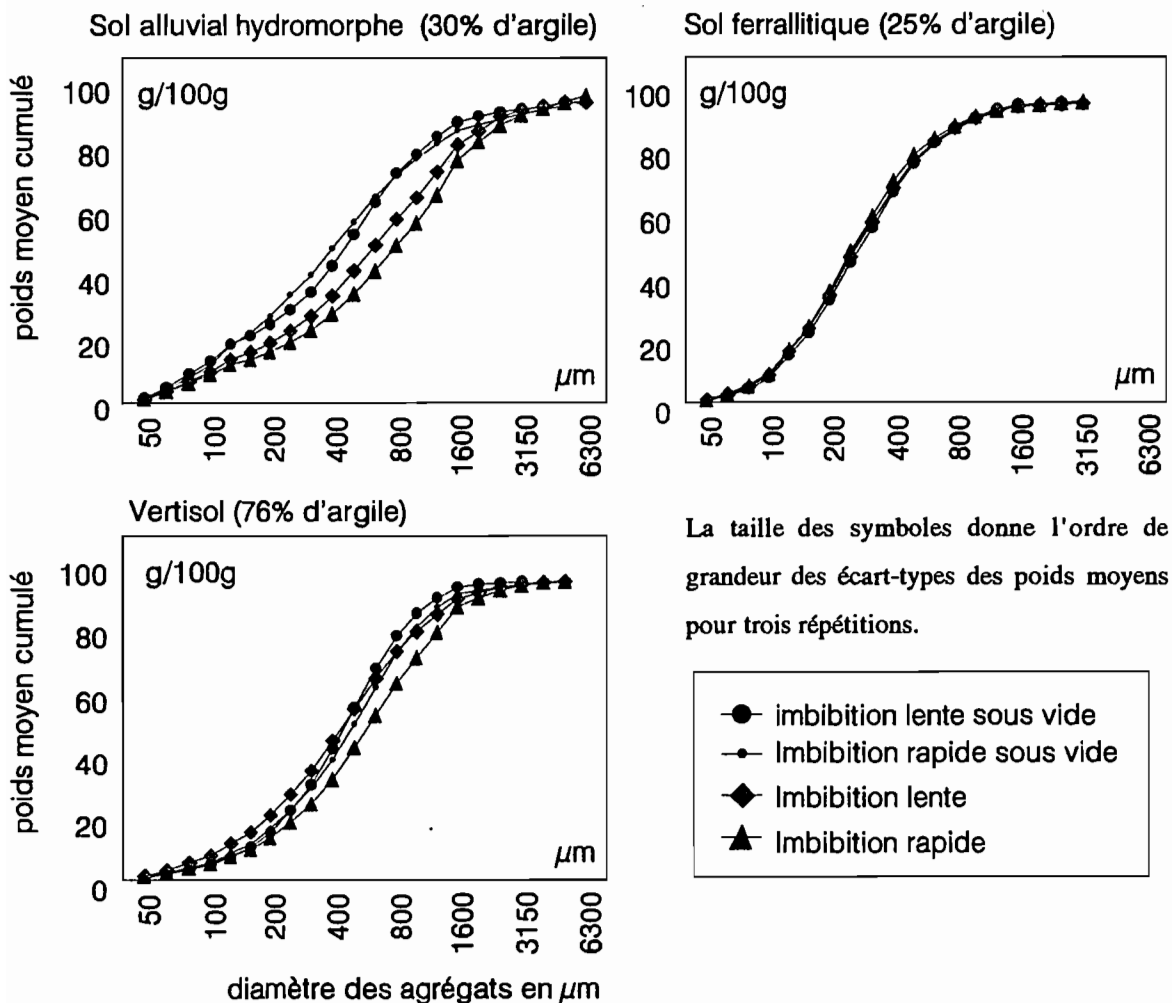 Sol alluvial hydromorphe (30% d'argile)
g/100g
poids moyen cumulé
100
80
60
40
20
0
µm
50
100
200
400
800
1600
3150
6300
Sol ferrallitique (25% d'argile)
g/100g
100
80
60
40
20
0
µm
50
100
200
400
800
1600
3150
6300
Vertisol (76% d'argile)
g/100g
poids moyen cumulé
100
80
60
40
20
0
µm
50
100
200
400
800
1600
3150
6300
diamètre des agrégats en µm
La taille des symboles donne l'ordre de
grandeur des écart-types des poids moyens
pour trois répétitions.
imbibition lente sous vide
Imbibition rapide sous vide
Imbibition lente
Imbibition rapide